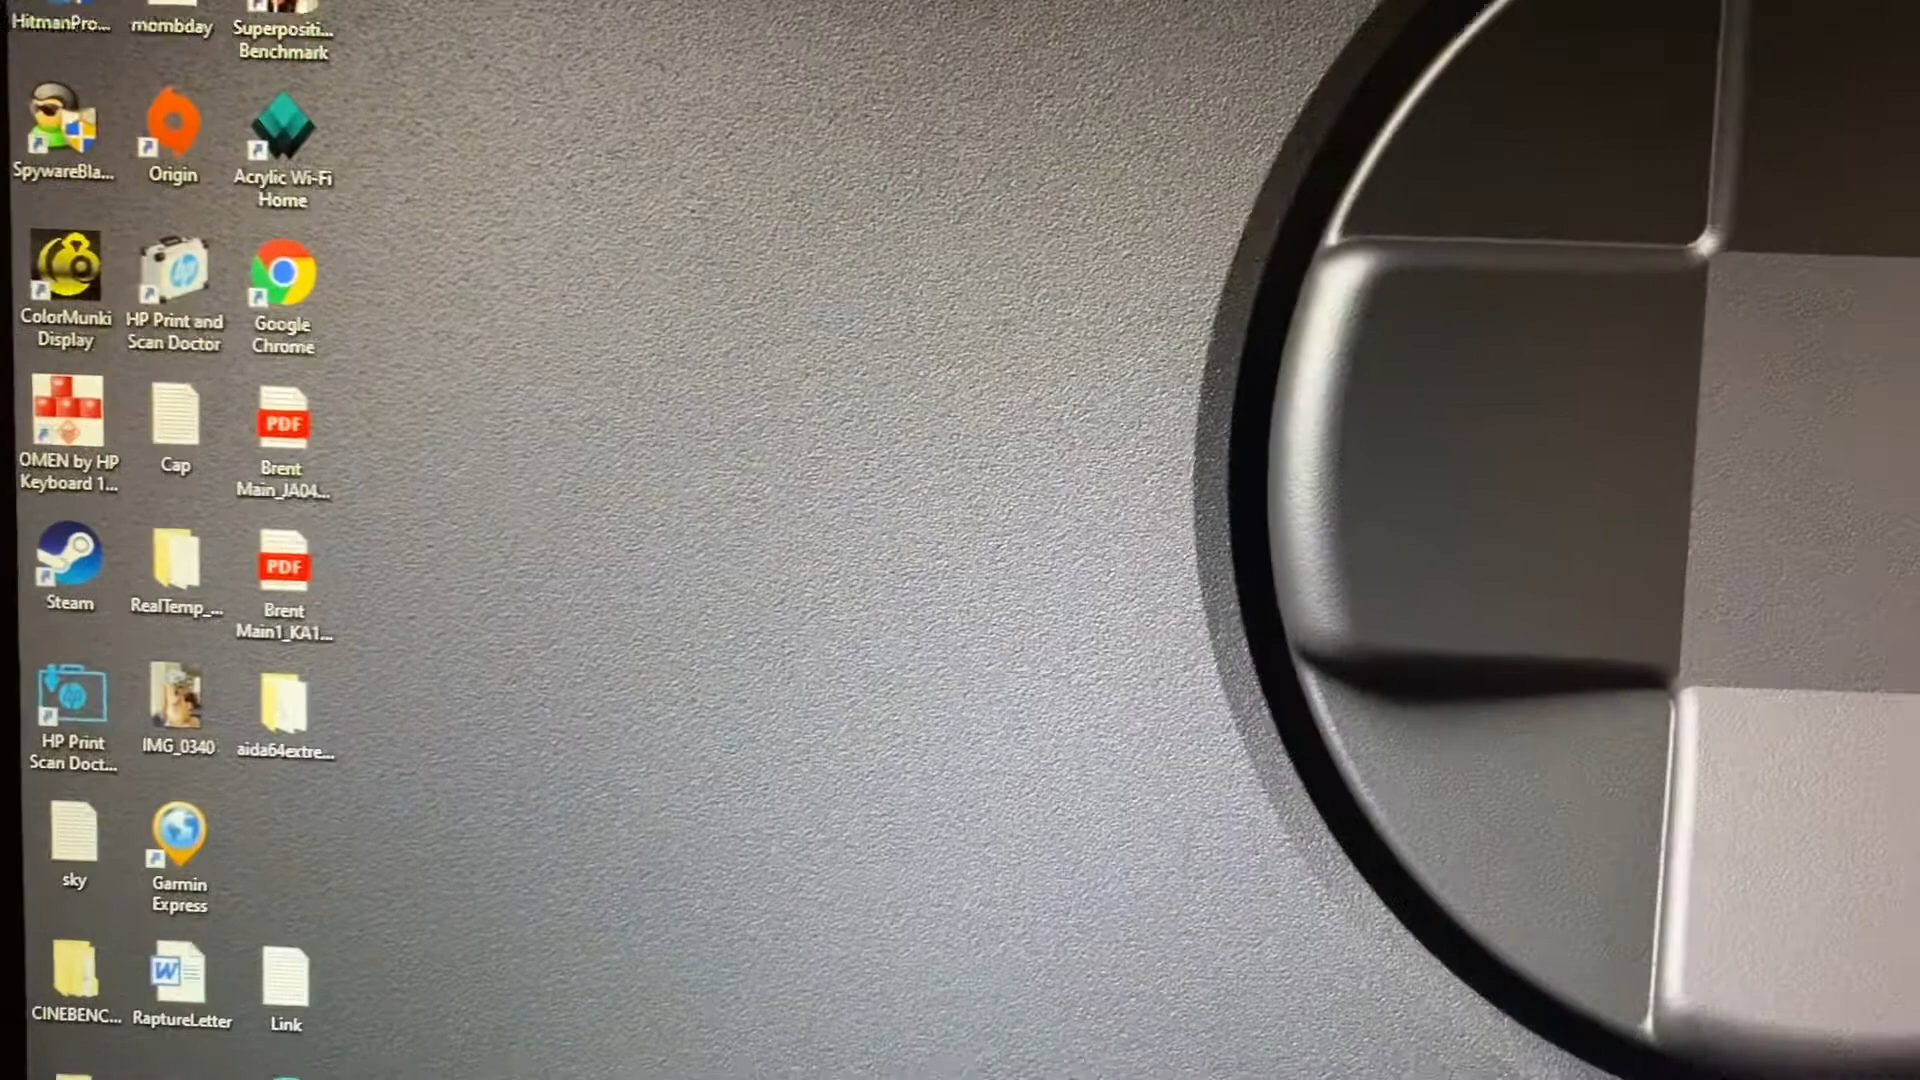 HitmanPro...
mombday
Superpositi...
Benchmark
SpywareBla...
Origin
Acrylic Wi-Fi
Home
ColorMunki
Display
HP Print and
Scan Doctor
Google
Chrome
OMEN by HP
Keyboard 1...
Cap
PDF
Brent
Main_JA04...
Steam
RealTemp_...
PDF
Brent
Main1_KA1...
HP Print
Scan Doct...
IMG_0340
aida64extre...
sky
Garmin
Express
CINEBENC...
W
RaptureLetter
Link